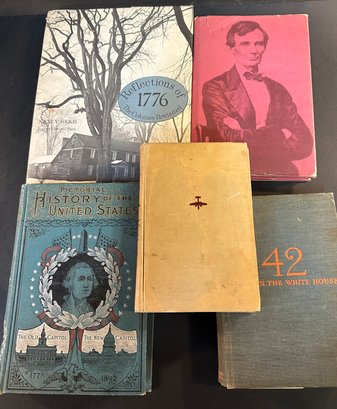 Reflections of
1776
The Colonies Revisited
PICTORIAL
HISTORY OF THE
UNITED STATES
THE OLD CAPITOL
THE NEW CAPITOL
1776
1892
42
IN THE WHITE HOUSE